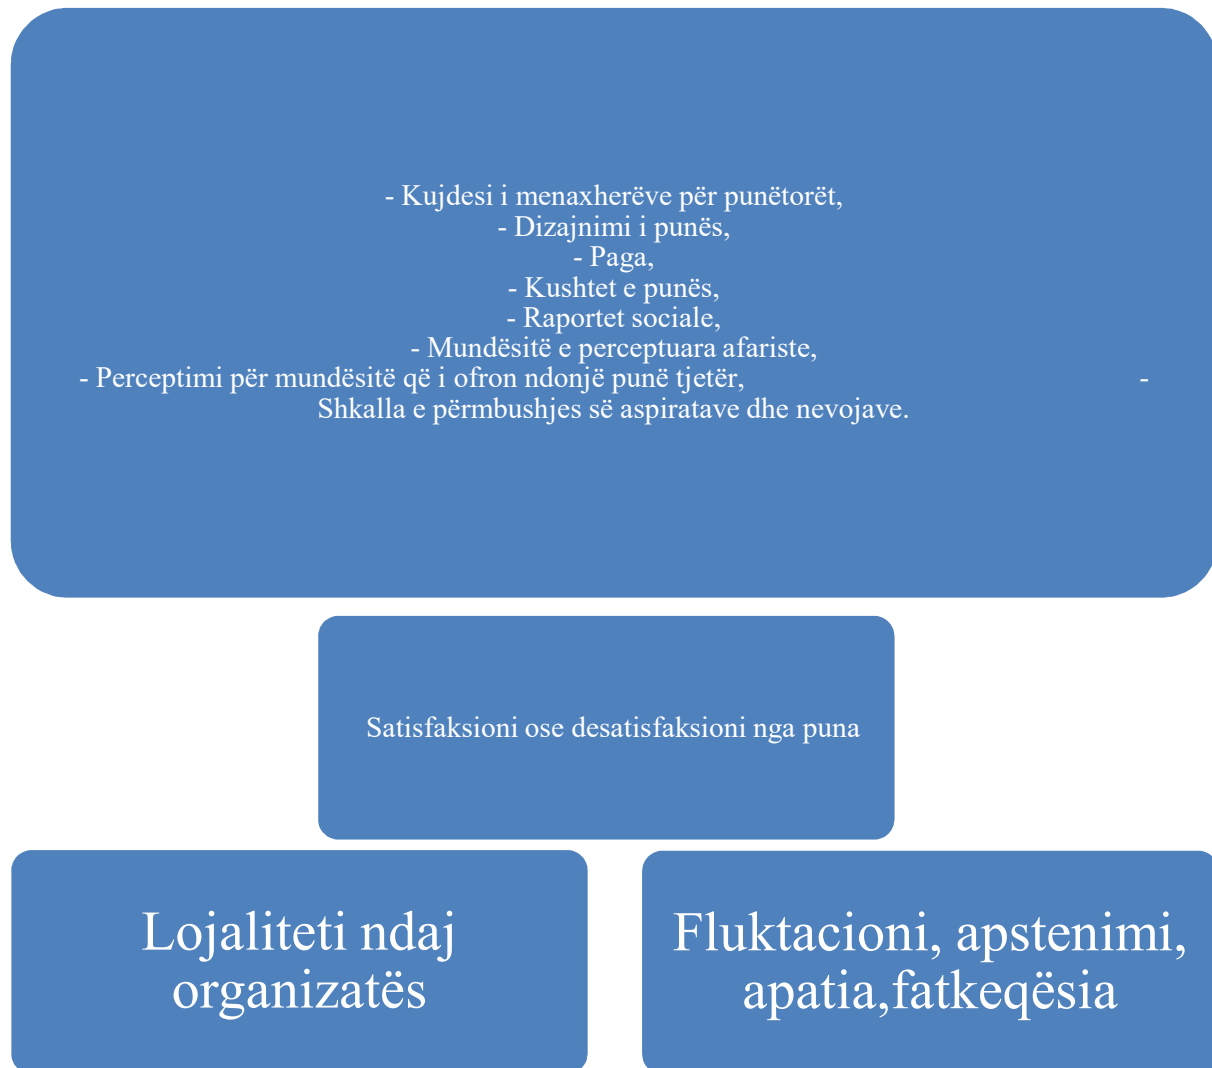 - Kujdesi i menaxherëve për punëtorët,
- Dizajnimi i punës,
- Paga,
- Kushtet e punës,
- Raportet sociale,
- Mundësitë e perceptuara afariste,
- Perceptimi për mundësitë që i ofron ndonjë punë tjetër, -
Shkalla e përmbushjes së aspiratave dhe nevojave.
Satisfaksioni ose desatisfaksioni nga puna
Lojaliteti ndaj
organizatës
Fluktacioni, apstenimi,
apatia,fatkeqësia